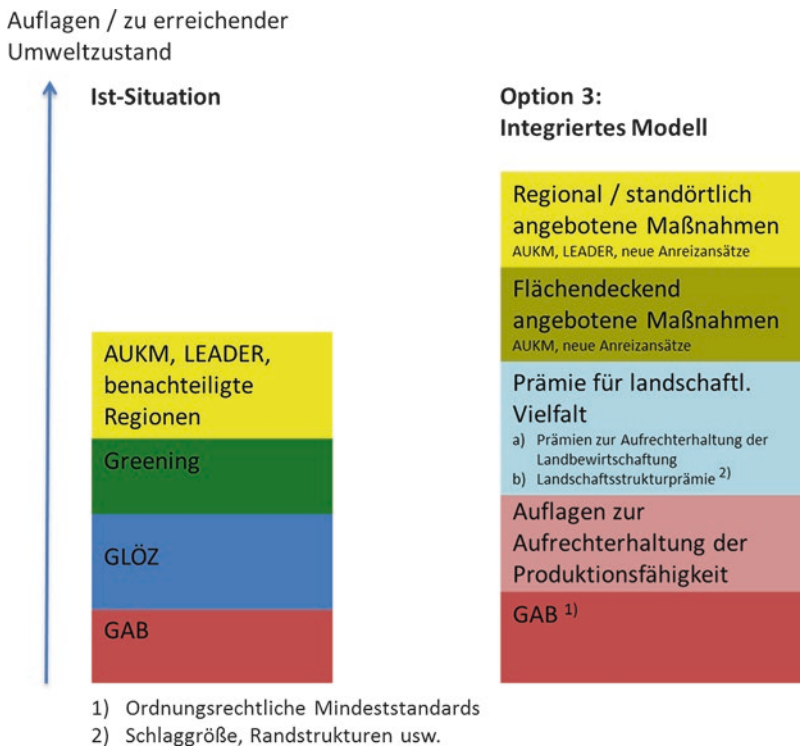 Auflagen / zu erreichender
Umweltzustand
Ist-Situation
AUKM, LEADER,
benachteiligte
Regionen
Greening
GLÖZ
GAB
Option 3:
Integriertes Modell
Regional / standörtlich
angebotene Maßnahmen
AUKM, LEADER, neue Anreizansätze
Flächendeckend
angebotene Maßnahmen
AUKM, neue Anreizansätze
Prämie für landschaftl.
Vielfalt
a) Prämien zur Aufrechterhaltung der
Landbewirtschaftung
b) Landschaftsstrukturprämie 2)
Auflagen zur
Aufrechterhaltung der
Produktionsfähigkeit
GAB 1)
1) Ordnungsrechtliche Mindeststandards
2) Schlaggröße, Randstrukturen usw.